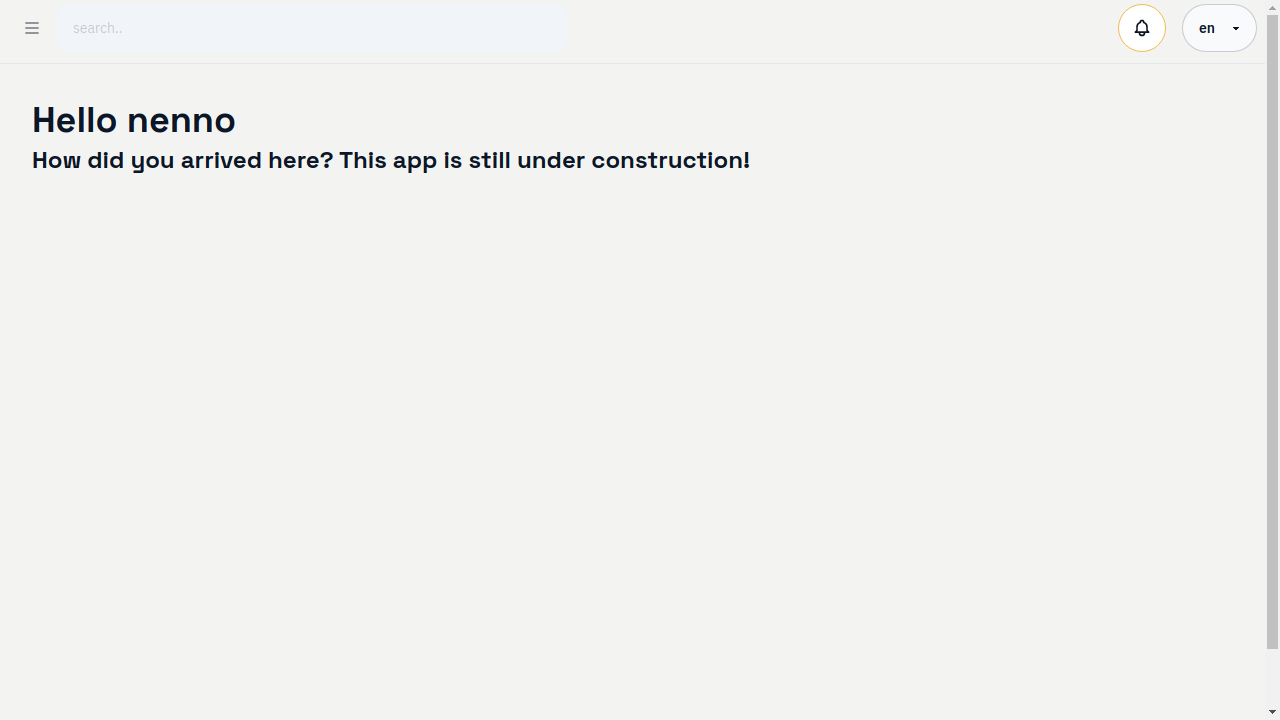 search..
en
Hello nenno
How did you arrived here? This app is still under construction!